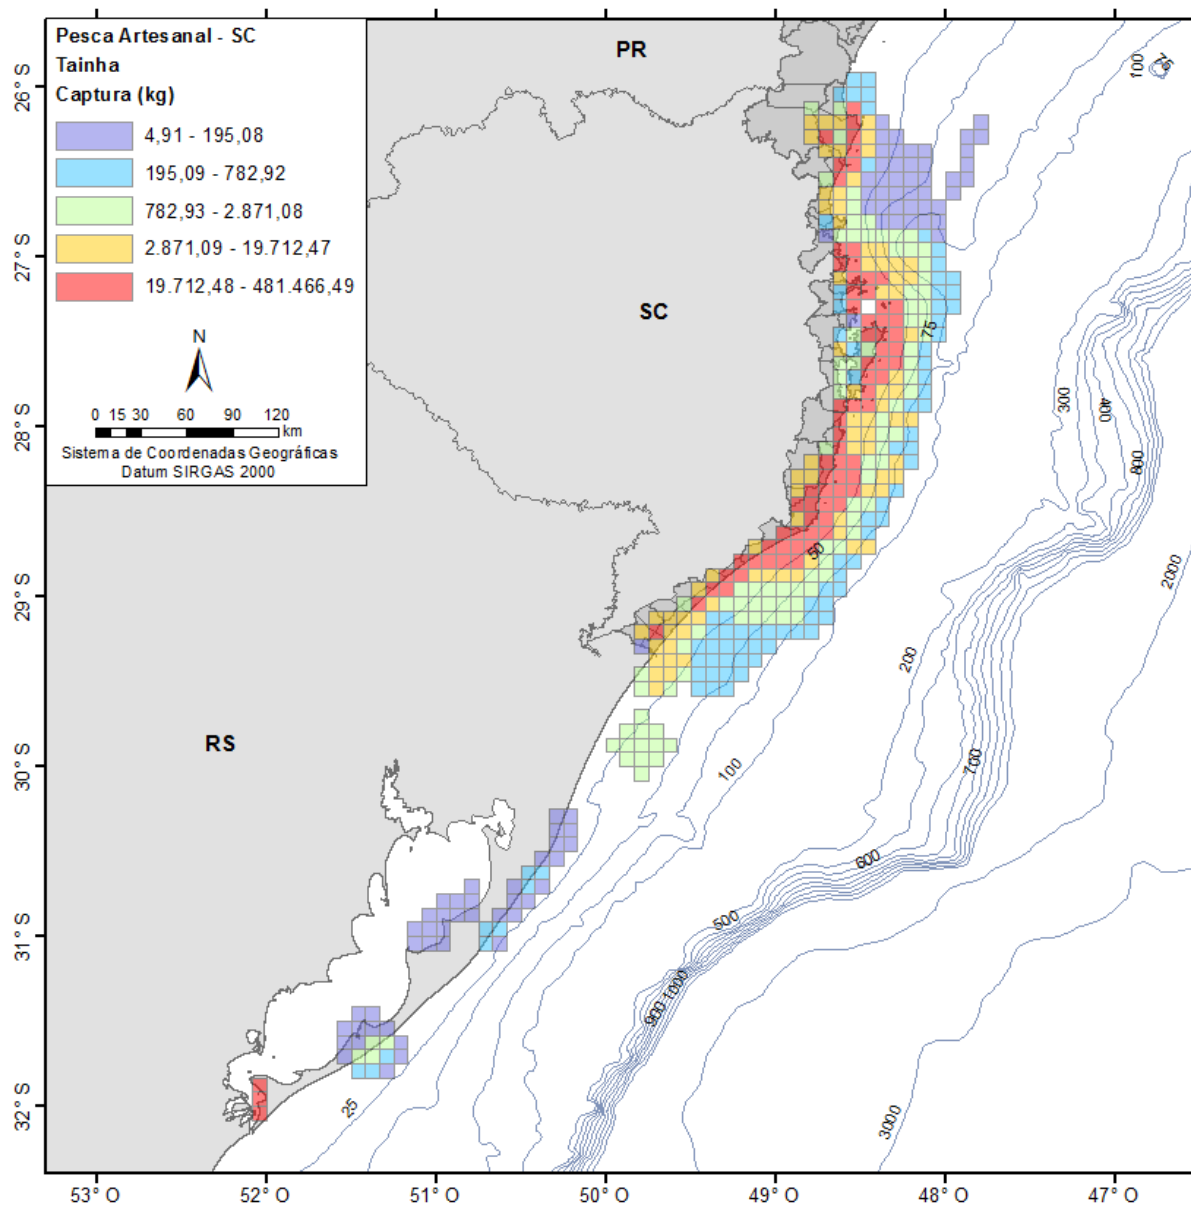 Pesca Artesanal - SC
Tainha
Captura (kg)
4,91 - 195,08
195,09 - 782,92
782,93 - 2.871,08
2.871,09 - 19.712,47
19.712,48 - 481.466,49
N
0 15 30 60 90 120
km
Sistema de Coordenadas Geográficas
Datum SIRGAS 2000
PR
SC
RS
100
75
75
300
400
800
50
2000
200
700
100
600
500
1000
900
25
3000
26° S
27° S
28° S
29° S
30° S
31° S
32° S
53° O
52° O
51° O
50° O
49° O
48° O
47° O